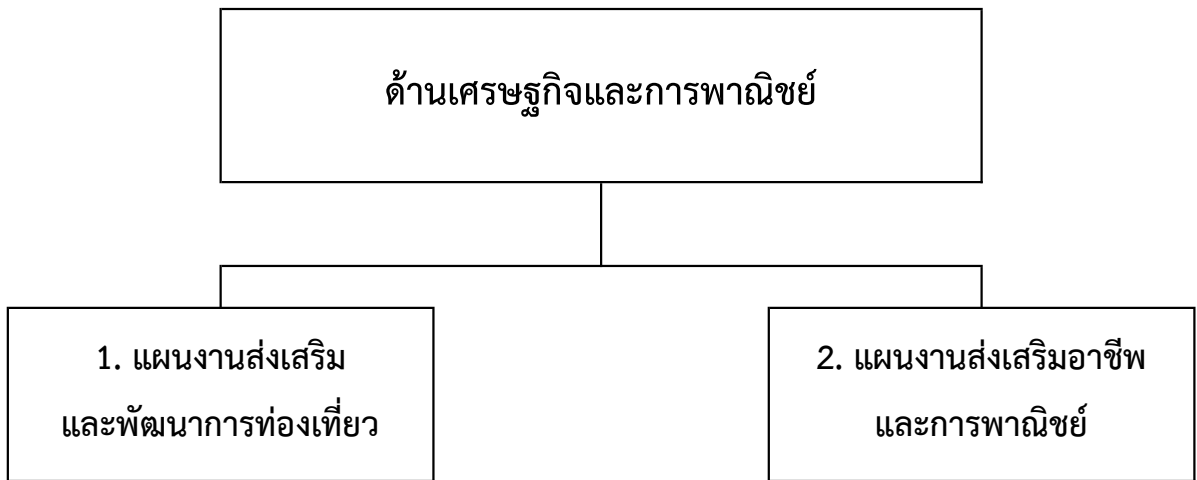 ด้านเศรษฐกิจและการพาณิชย์
1. แผนงานส่งเสริม
และพัฒนาการท่องเที่ยว
2. แผนงานส่งเสริมอาชีพ
และการพาณิชย์